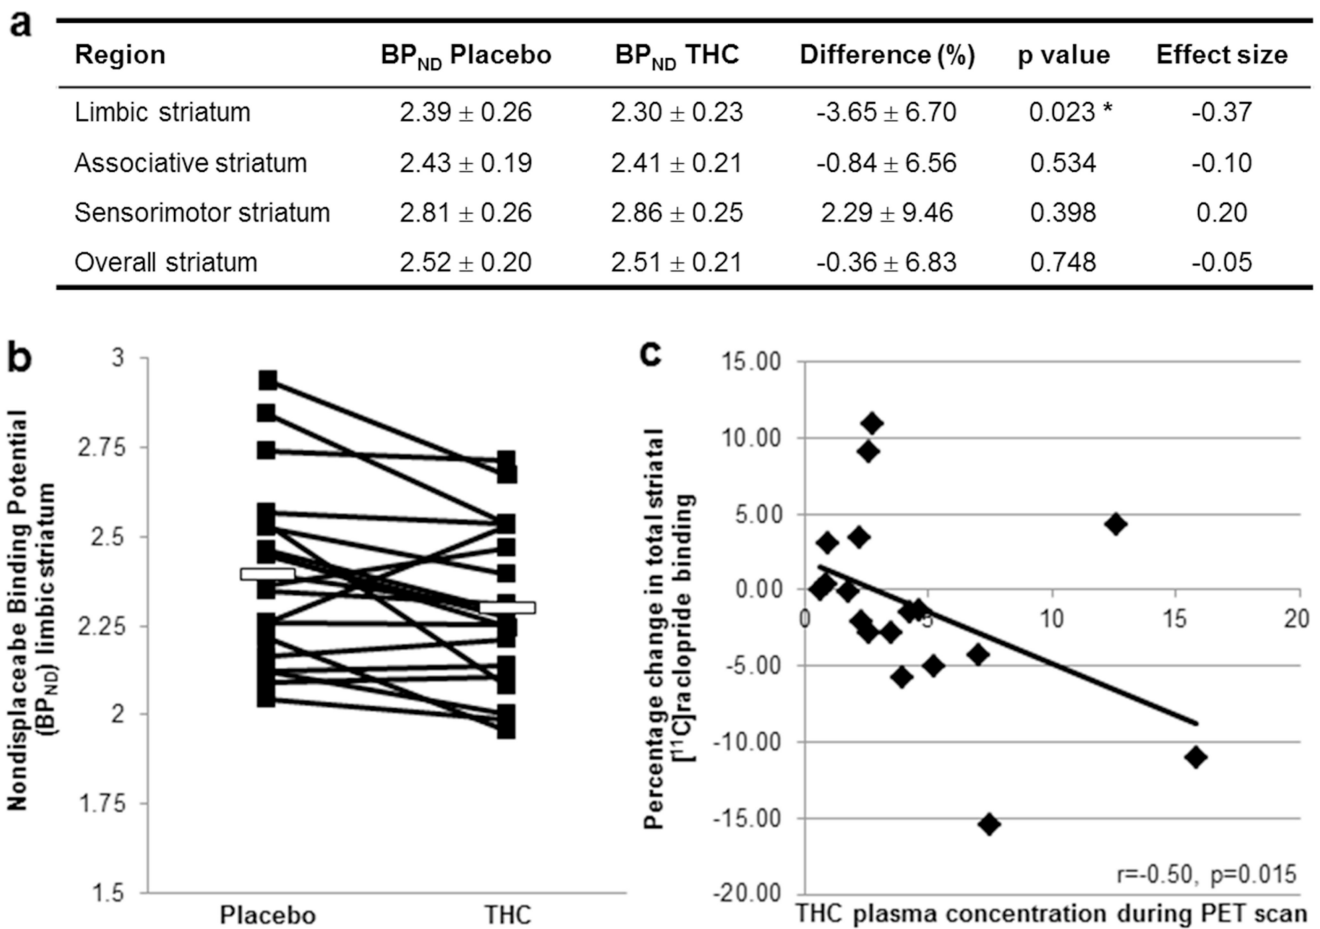 a
Region BPND Placebo BPND THC Difference (%) p value Effect size
Limbic striatum 2.39 ± 0.26 2.30 ± 0.23 -3.65 ± 6.70 0.023 * -0.37
Associative striatum 2.43 ± 0.19 2.41 ± 0.21 -0.84 ± 6.56 0.534 -0.10
Sensorimotor striatum 2.81 ± 0.26 2.86 ± 0.25 2.29 ± 9.46 0.398 0.20
Overall striatum 2.52 ± 0.20 2.51 ± 0.21 -0.36 ± 6.83 0.748 -0.05
b
Nondisplaceabe Binding Potential
(BPND) limbic striatum
3
2.75
2.5
2.25
2
1.75
1.5
Placebo THC
c
Percentage change in total striatal
[11C]raclopride binding
15.00
10.00
5.00
0.00
-5.00
-10.00
-15.00
-20.00
0 5 10 15 20
r=-0.50, p=0.015
THC plasma concentration during PET scan